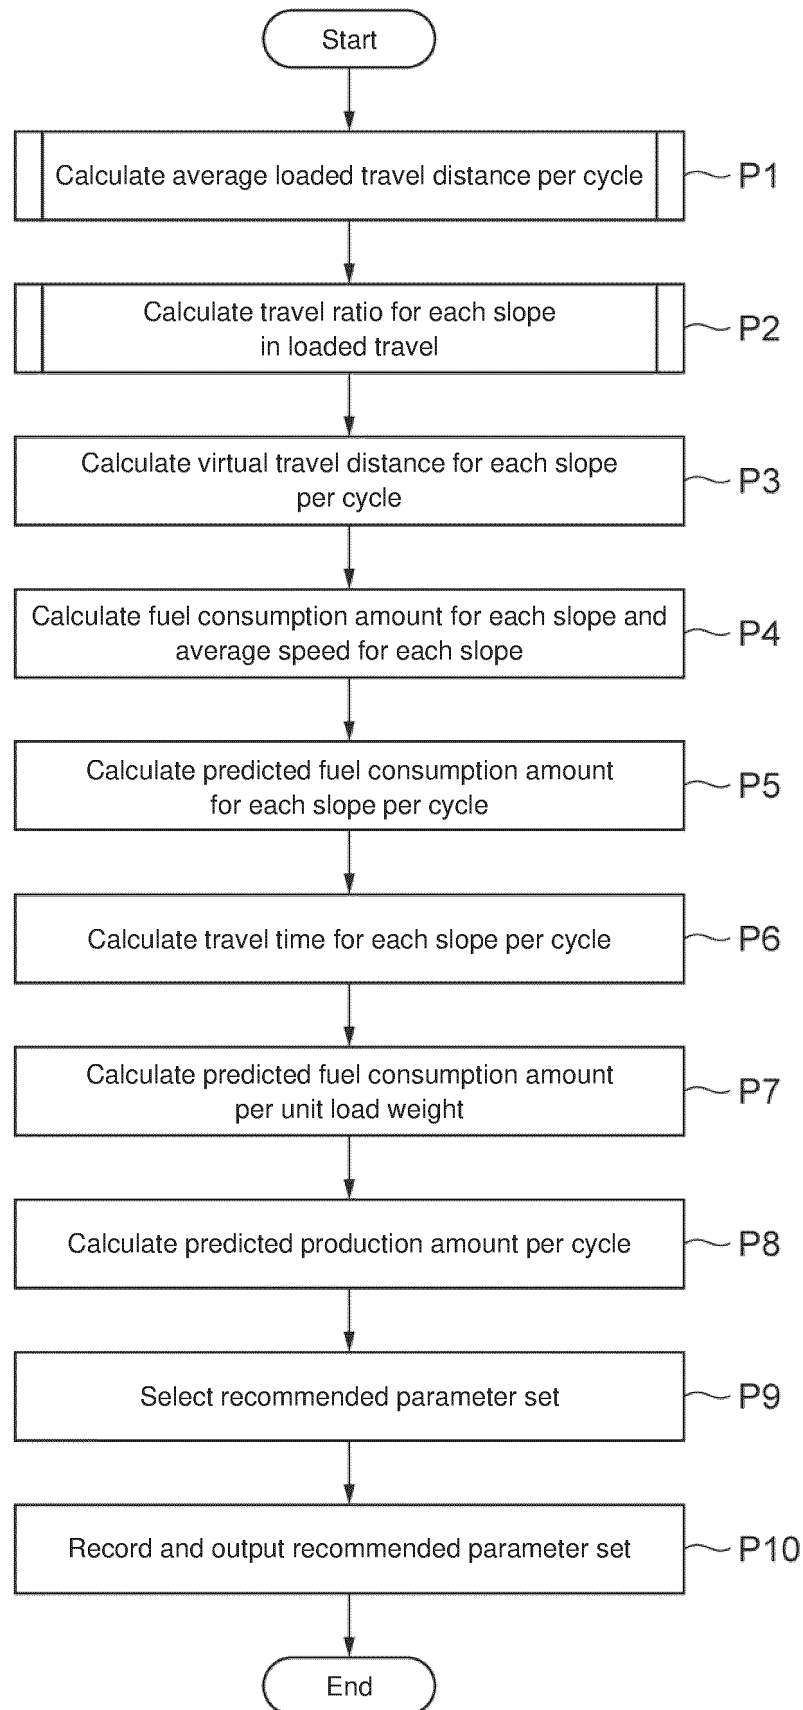 Start
Calculate average loaded travel distance per cycle
P1
Calculate travel ratio for each slope
in loaded travel
P2
Calculate virtual travel distance for each slope
per cycle
P3
Calculate fuel consumption amount for each slope and
average speed for each slope
P4
Calculate predicted fuel consumption amount
for each slope per cycle
P5
Calculate travel time for each slope per cycle
P6
Calculate predicted fuel consumption amount
per unit load weight
P7
Calculate predicted production amount per cycle
P8
Select recommended parameter set
P9
Record and output recommended parameter set
P10
End